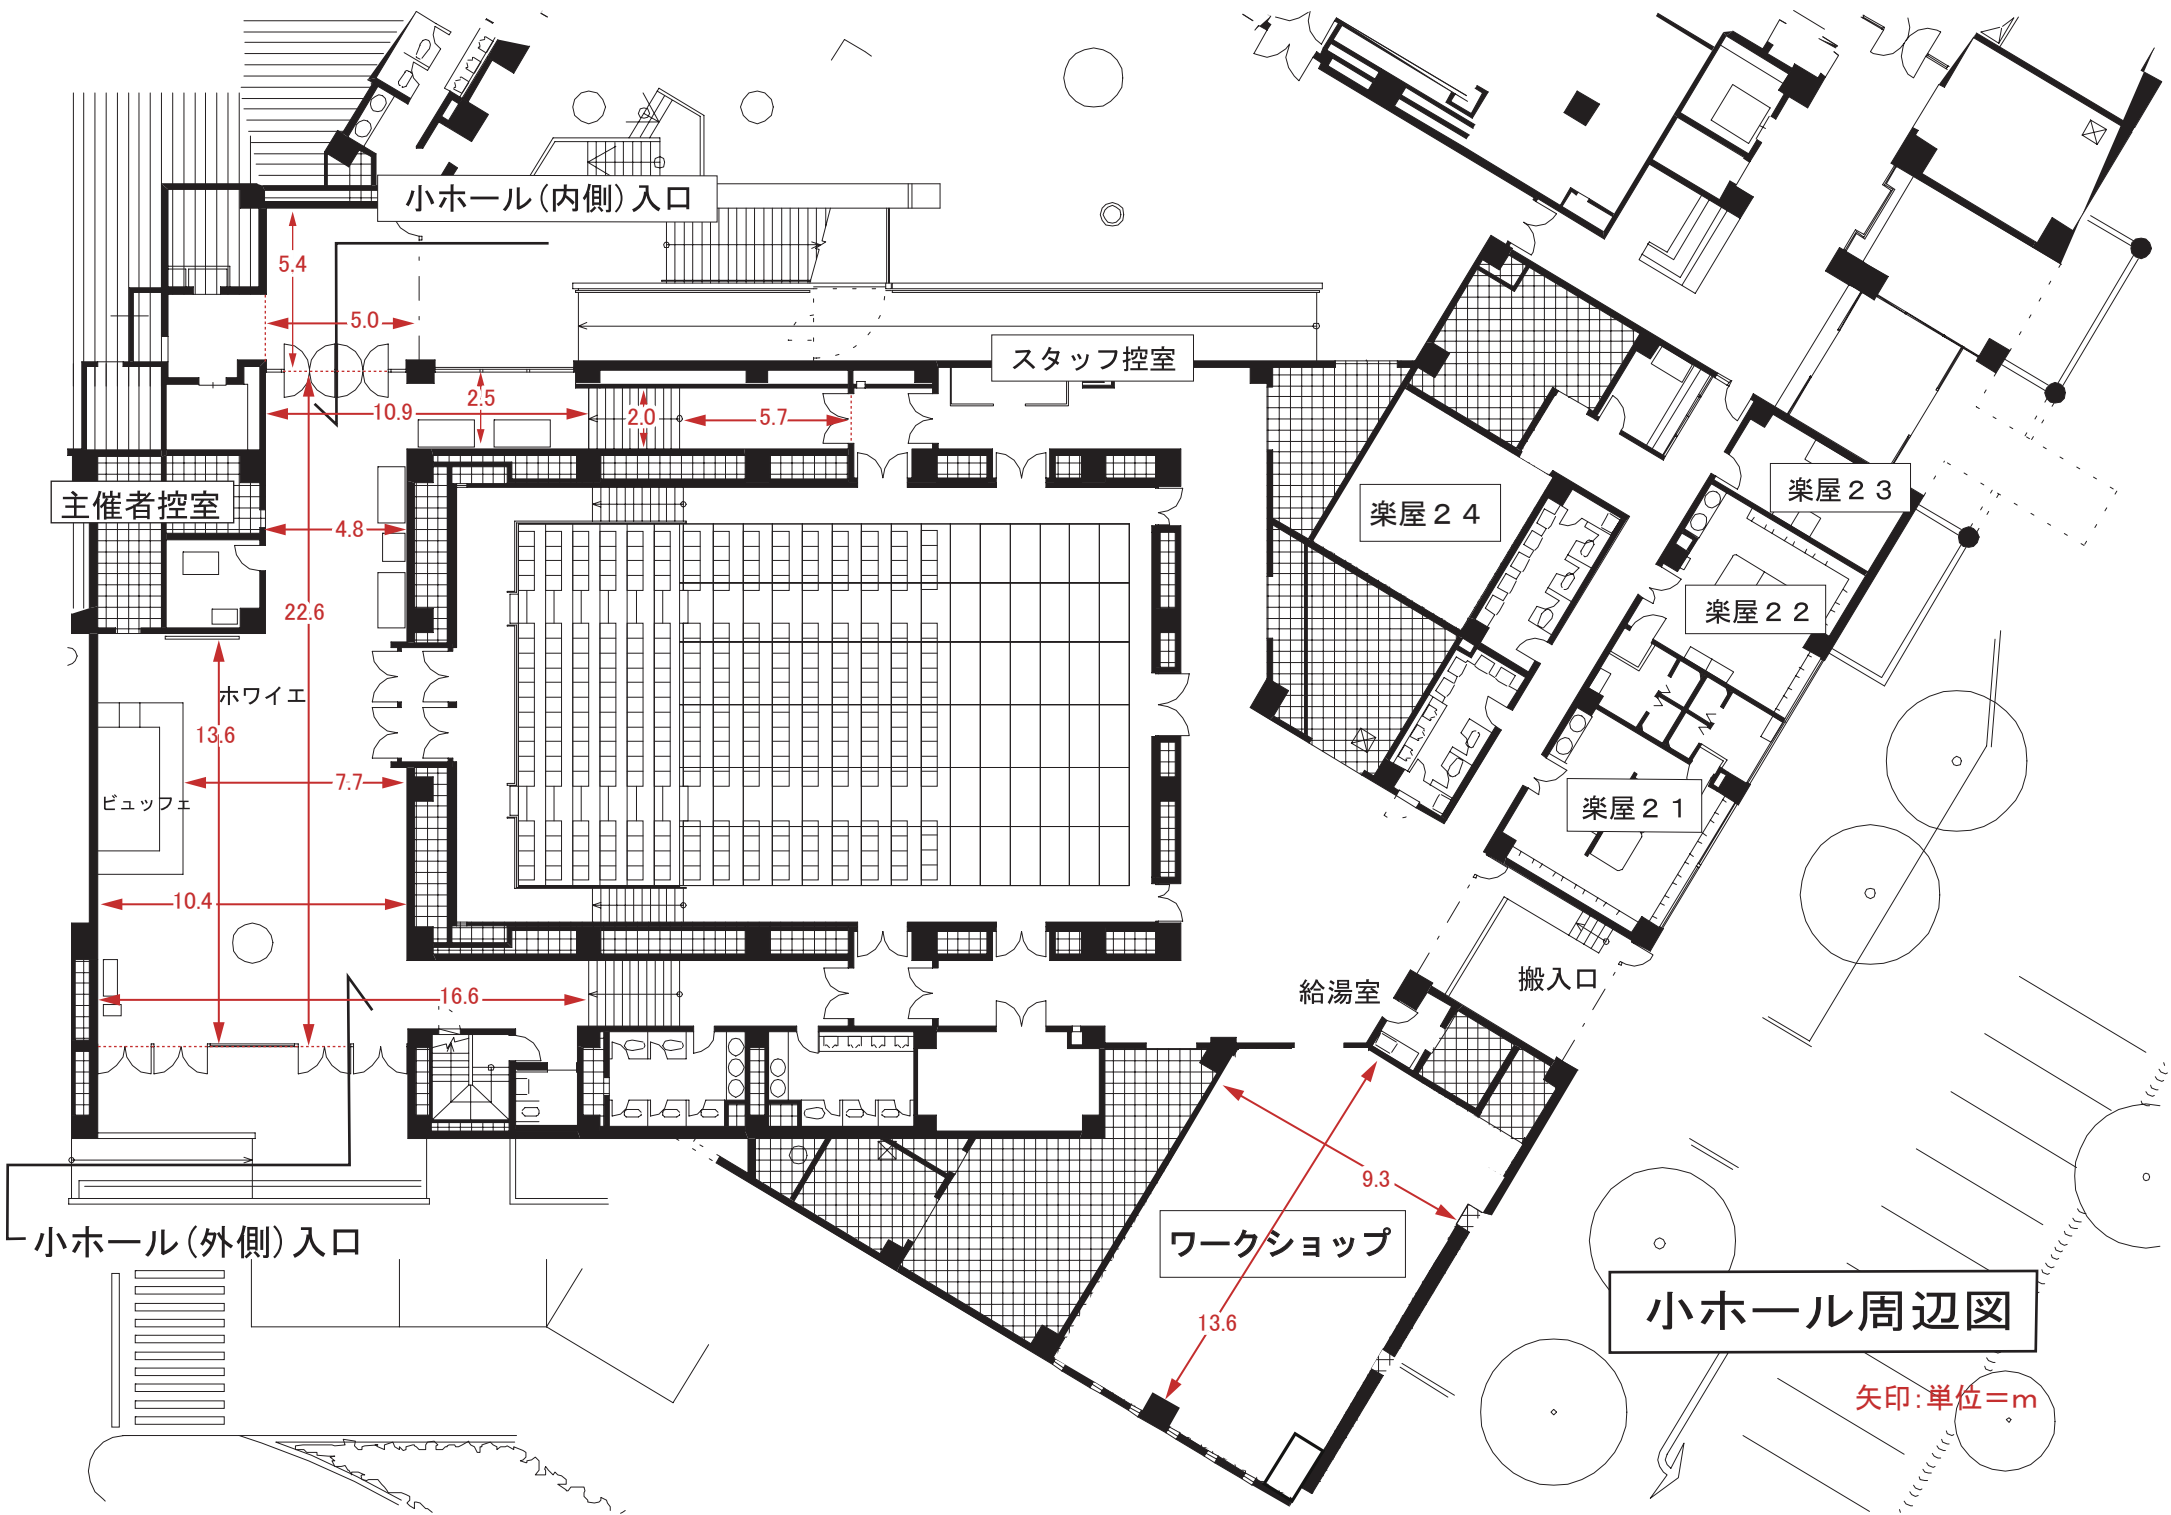 小ホール（内側）入口
5.4
5.0
スタッフ控室
10.9
2.5
2.0
5.7
主催者控室
4.8
楽屋２４
楽屋２３
22.6
楽屋２２
ホワイエ
13.6
7.7
ビュッフェ
楽屋２１
10.4
16.6
給湯室
搬入口
9.3
小ホール（外側）入口
ワークショップ
13.6
小ホール周辺図
矢印：単位＝ｍ